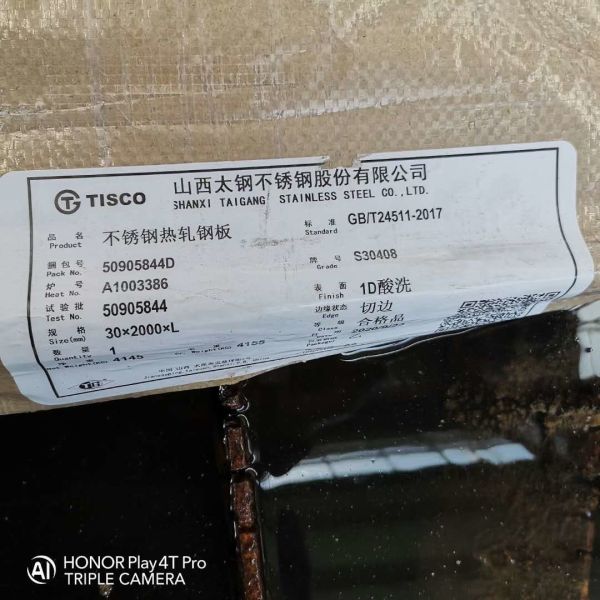 TISCO 山西太钢不锈钢股份有限公司
SHANXI TAIGANG STAINLESS STEEL CO.,LTD.
品名 Product 不锈钢热轧钢板 标准 Standard GB/T24511-2017
捆包号 Pack No. 50905844D 牌号 Grade S30408
炉号 Heat No. A1003386 表面 Finish 1D酸洗
试验批 Test No. 50905844 边缘状态 Edge 切边
规格 Size(mm) 30×2000×L 等级 合格品
数量 Quantity 1
4145 4155
HONOR Play4T Pro
AI TRIPLE CAMERA